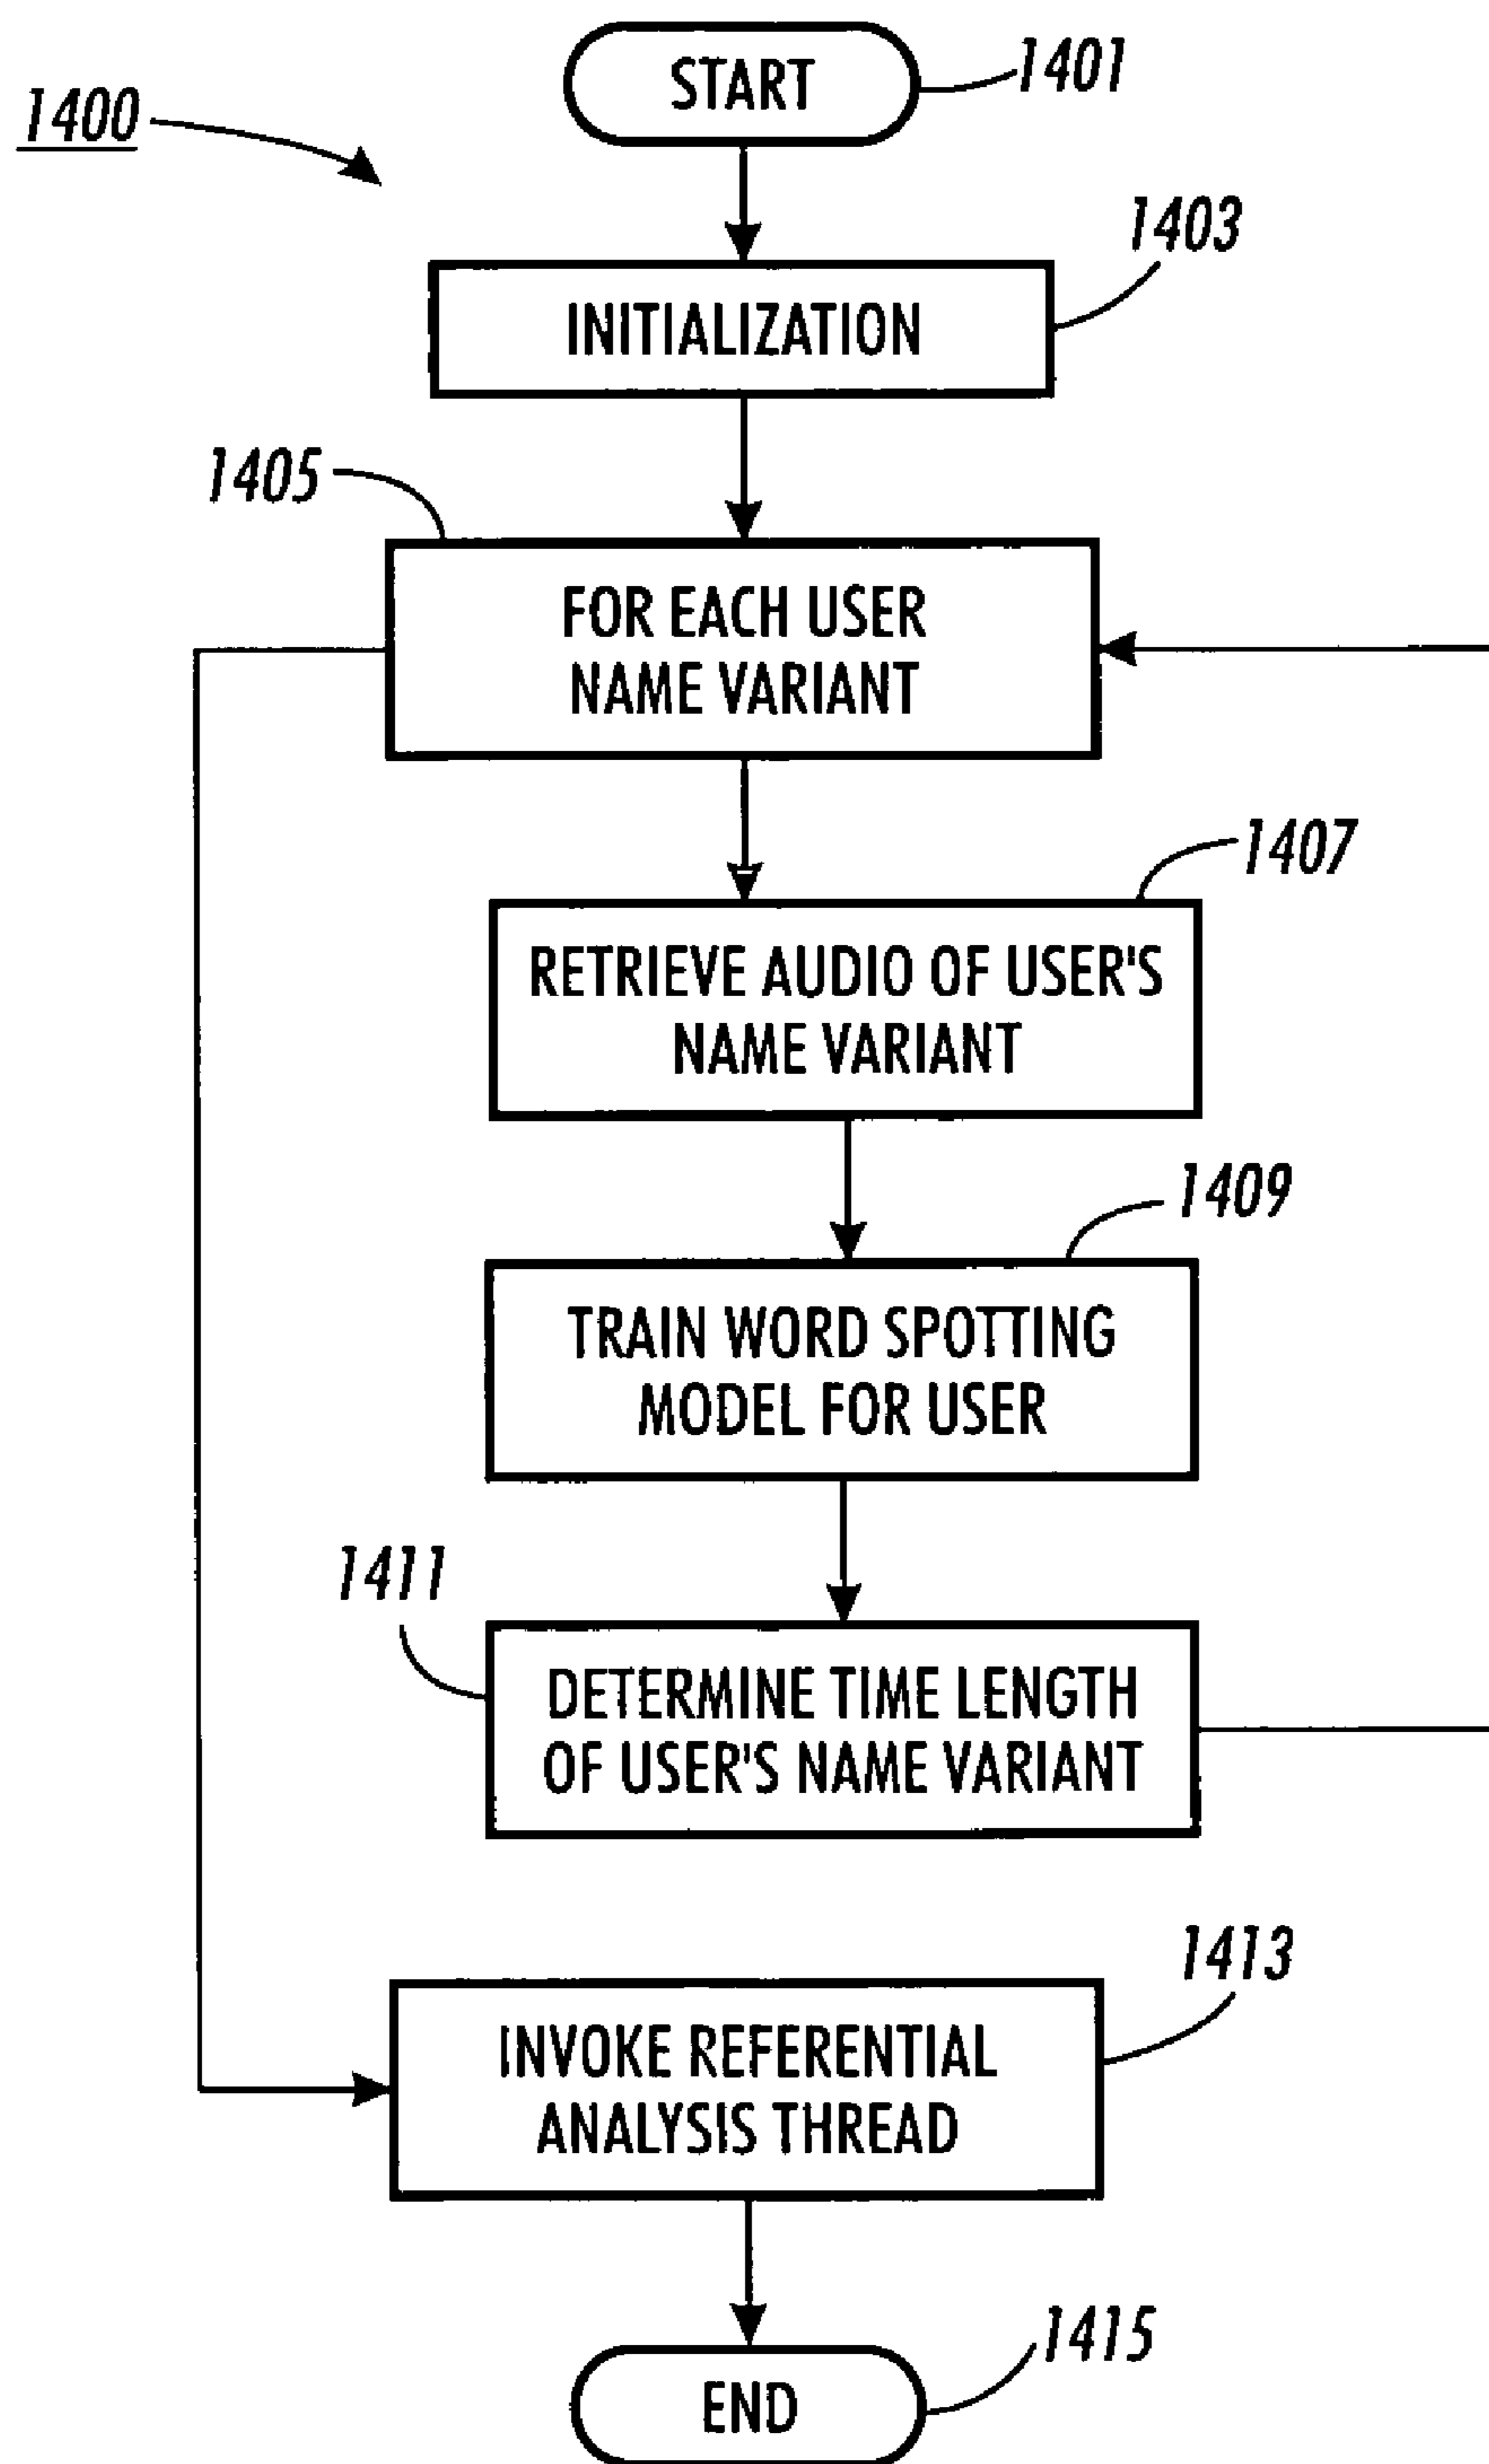 START
1401
1400
1403
INITIALIZATION
1405
FOR EACH USER
NAME VARIANT
1407
RETRIEVE AUDIO OF USER'S
NAME VARIANT
1409
TRAIN WORD SPOTTING
MODEL FOR USER
1411
DETERMINE TIME LENGTH
OF USER'S NAME VARIANT
1413
INVOKE REFERENTIAL
ANALYSIS THREAD
1415
END